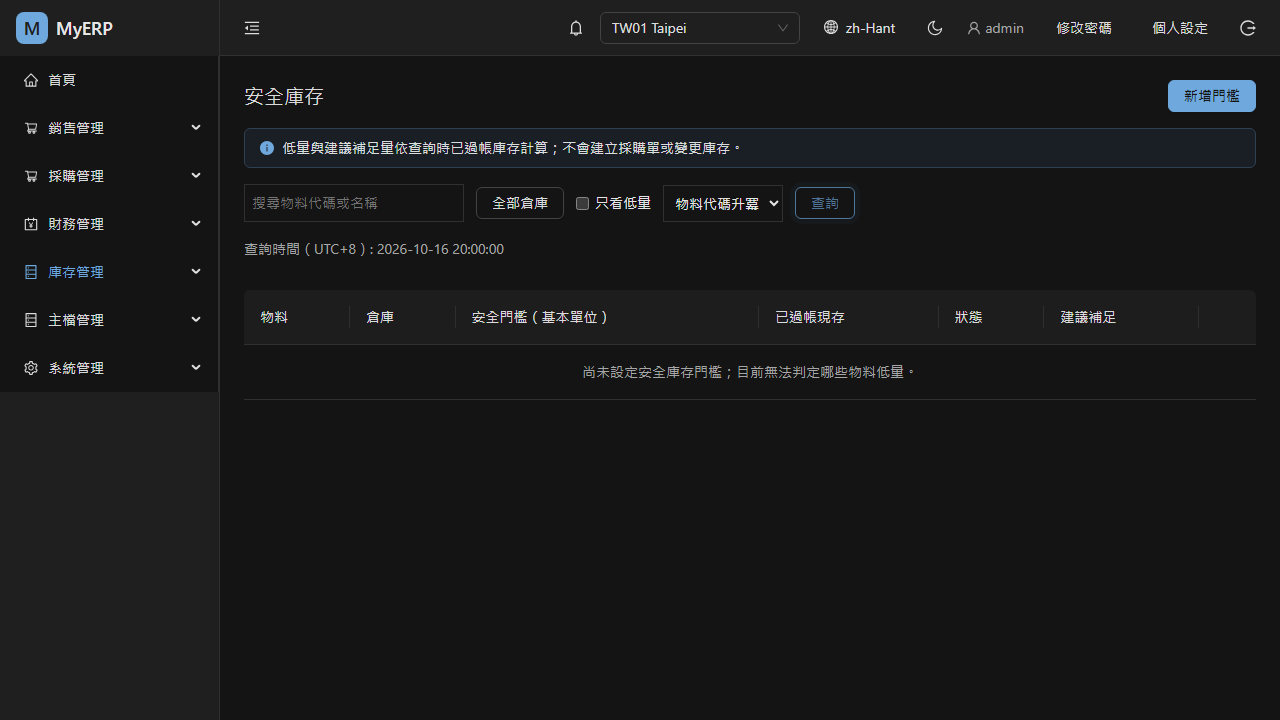 M MyERP
TW01 Taipei
zh-Hant
admin
修改密碼
個人設定
首頁
銷售管理
採購管理
財務管理
庫存管理
主檔管理
系統管理
安全庫存
新增門檻
低量與建議補足量依查詢時已過帳庫存計算；不會建立採購單或變更庫存。
搜尋物料代碼或名稱
全部倉庫
只看低量
物料代碼升冪
查詢
查詢時間（UTC+8）: 2026-10-16 20:00:00
物料 倉庫 安全門檻（基本單位） 已過帳現存 狀態 建議補足
尚未設定安全庫存門檻；目前無法判定哪些物料低量。